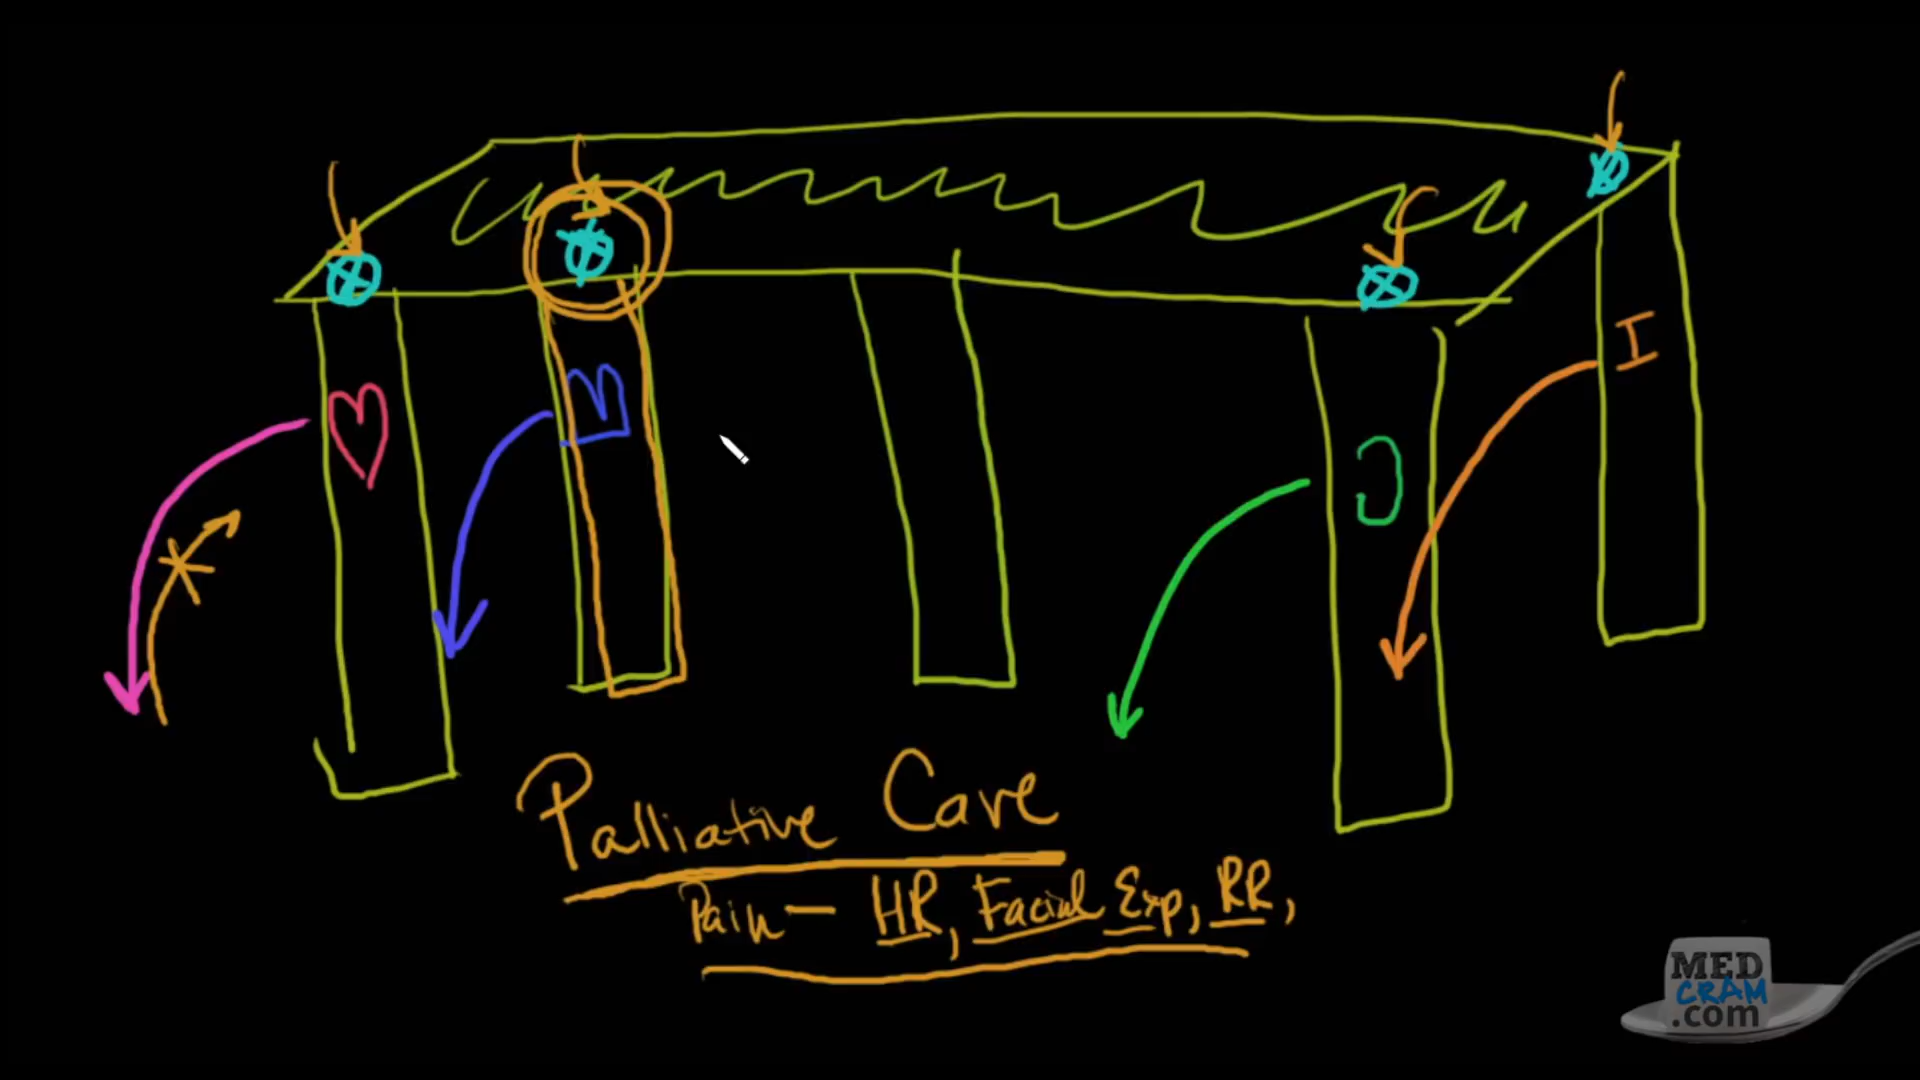 I
Palliative Care
Pain — HR, Facial Exp, RR,
MED
CRAM
.com